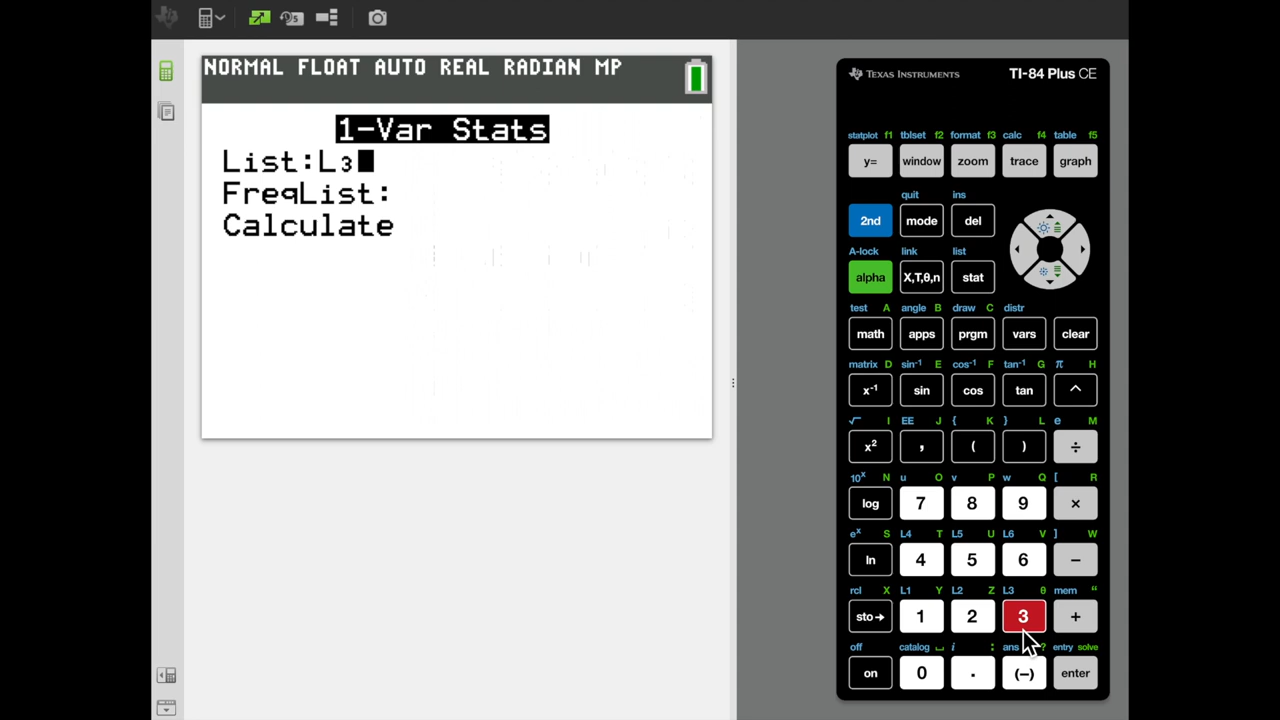 NORMAL FLOAT AUTO REAL RADIAN MP
1-Var Stats
List:L3
FreqList:
Calculate
TEXAS INSTRUMENTS TI-84 Plus CE
statplot f1 tblset f2 format f3 calc f4 table f5
y= window zoom trace graph
quit ins
2nd mode del
A-lock link list
alpha X,T,θ,n stat
test A angle B draw C distr
math apps prgm vars clear
matrix D sin⁻¹ E cos⁻¹ F tan⁻¹ G π H
x⁻¹ sin cos tan ^
√ I EE J { K } L e M
x² , ( ) ÷
10ˣ N u O v P w Q [ R
log 7 8 9 ×
eˣ S L4 T L5 U L6 V ] W
ln 4 5 6 −
rcl X L1 Y L2 Z L3 θ mem "
sto→ 1 2 3 +
off catalog ⎵ i : ans ? entry solve
on 0 . (−) enter